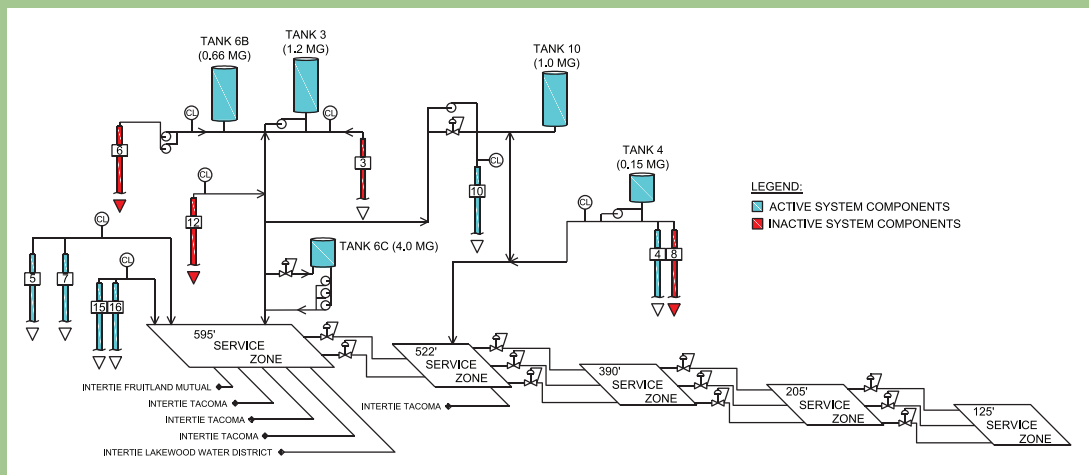 TANK 6B
(0.66 MG)
TANK 3
(1.2 MG)
TANK 10
(1.0 MG)
CL
CL
CL
6
3
CL
10
TANK 4
(0.15 MG)
CL
CL
12
LEGEND:
ACTIVE SYSTEM COMPONENTS
INACTIVE SYSTEM COMPONENTS
CL
TANK 6C (4.0 MG)
4
8
CL
5
7
15
16
595'
SERVICE
ZONE
522'
SERVICE
ZONE
390'
SERVICE
ZONE
205'
SERVICE
ZONE
125'
SERVICE
ZONE
INTERTIE FRUITLAND MUTUAL
INTERTIE TACOMA
INTERTIE TACOMA
INTERTIE TACOMA
INTERTIE LAKEWOOD WATER DISTRICT
INTERTIE TACOMA